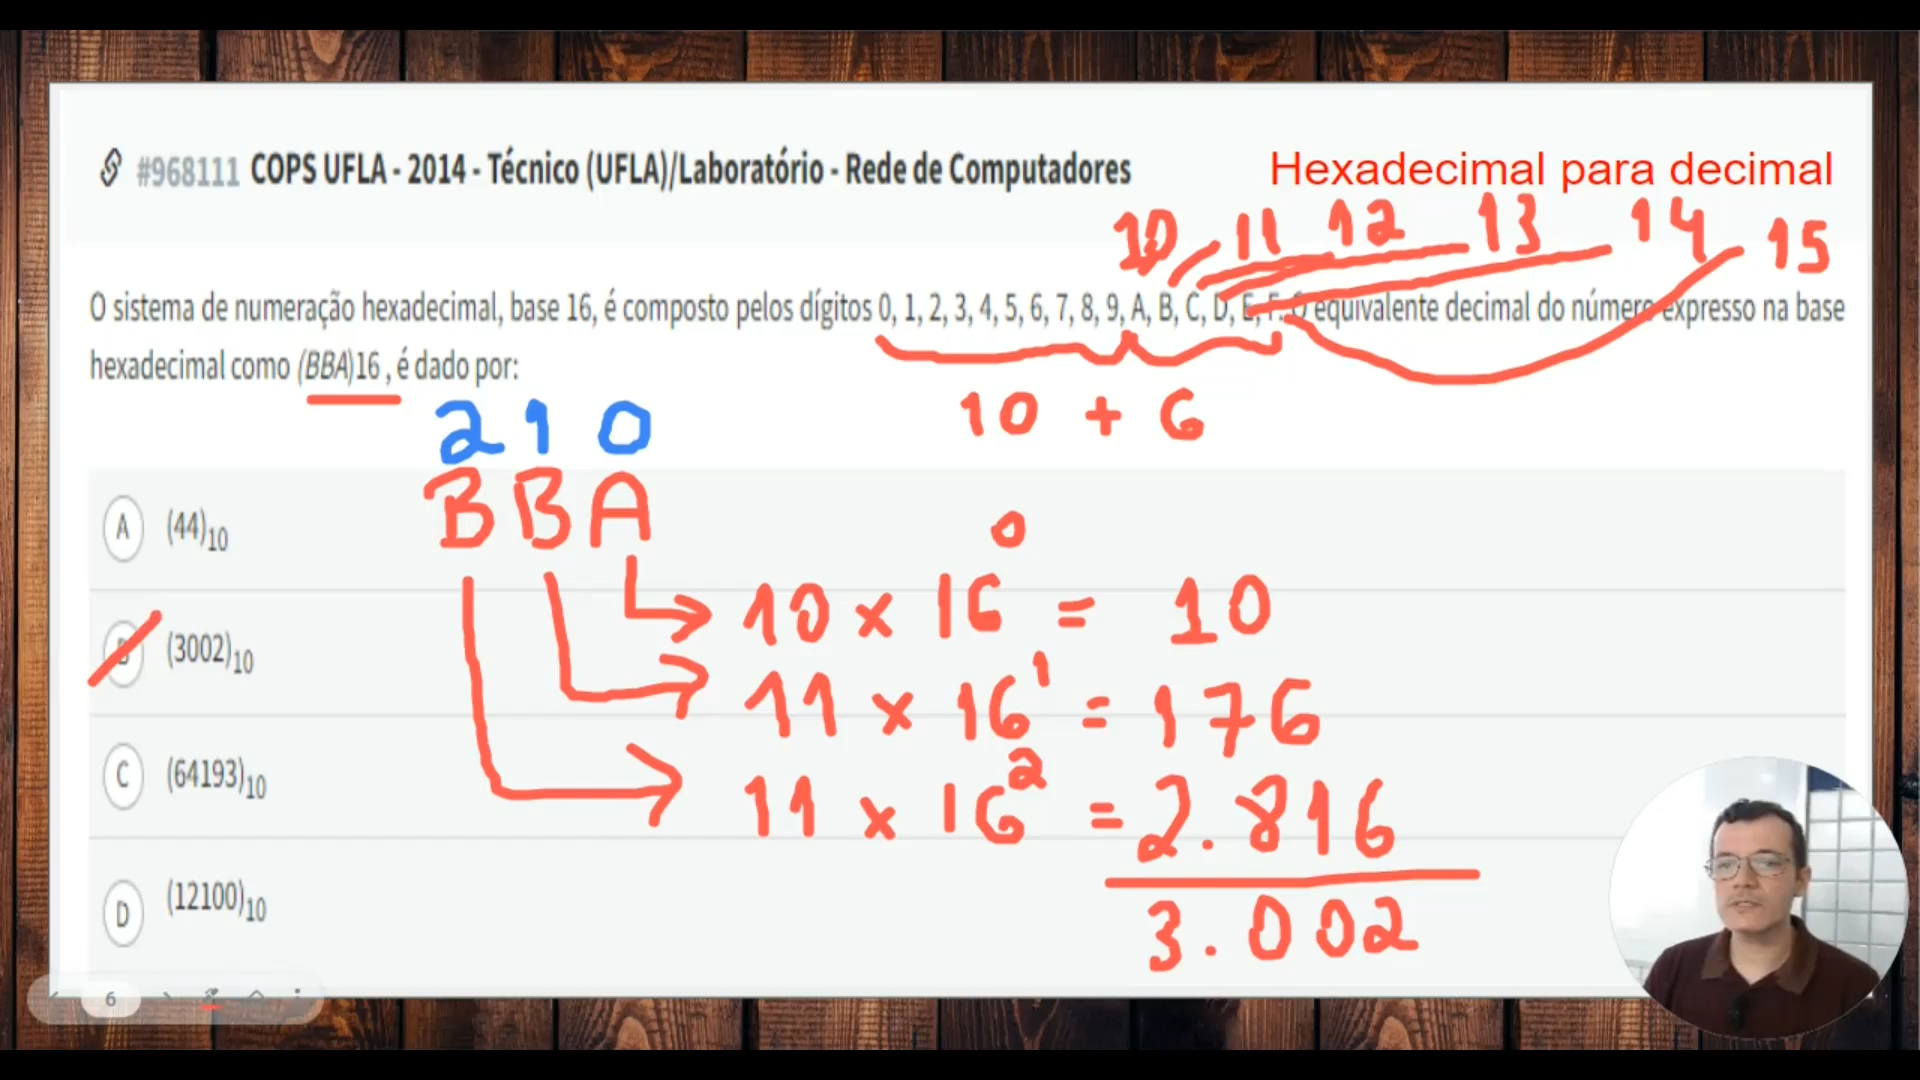 #968111 COPS UFLA - 2014 - Técnico (UFLA)/Laboratório - Rede de Computadores
Hexadecimal para decimal
10 11 12 13 14 15
O sistema de numeração hexadecimal, base 16, é composto pelos dígitos 0, 1, 2, 3, 4, 5, 6, 7, 8, 9, A, B, C, D, E, F. O equivalente decimal do número expresso na base
hexadecimal como (BBA)16 , é dado por:
10 + 6
2 1 0
B B A
A (44)10
B (3002)10
C (64193)10
D (12100)10
10 x 16^0 = 10
11 x 16^1 = 176
11 x 16^2 = 2.816
3.002
6